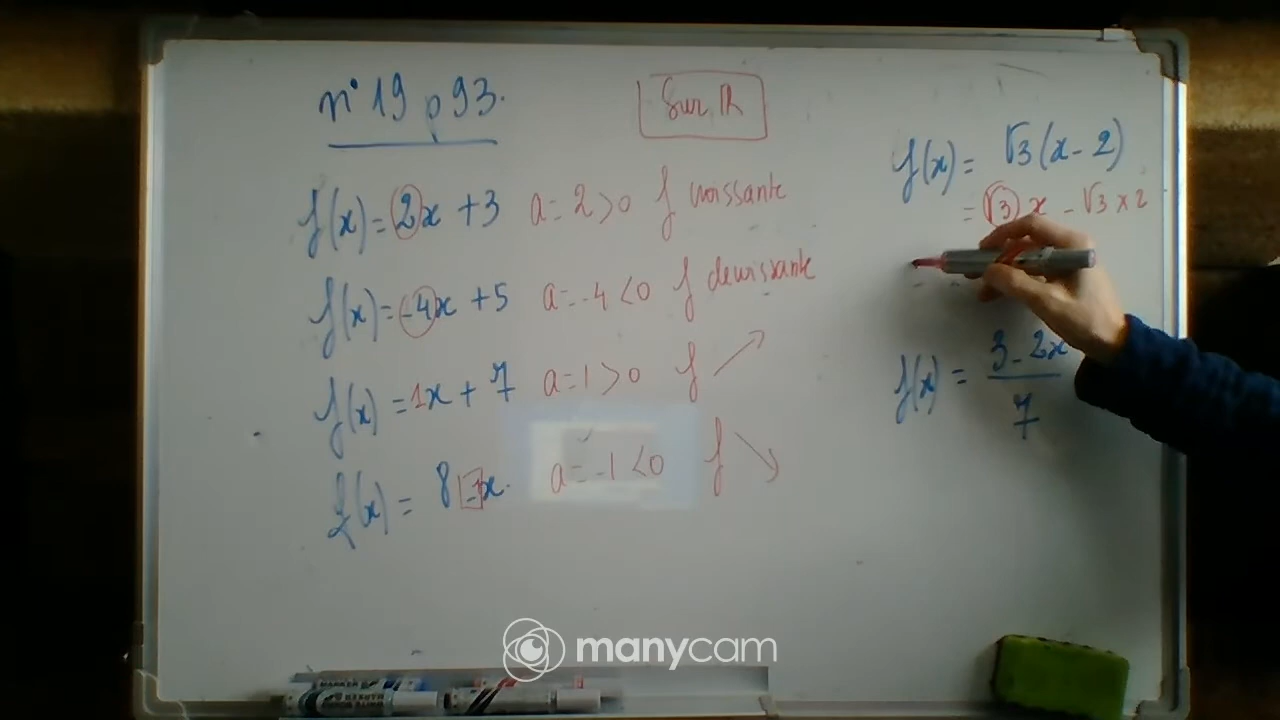 n° 19 p 93.
Sur ℝ
f(x) = 2x + 3 a = 2 > 0 f croissante
f(x) = -4x + 5 a = -4 < 0 f décroissante
f(x) = 1x + 7 a = 1 > 0 f ↗
f(x) = 8 - 1x. a = -1 < 0 f ↘
f(x) = √3(x - 2)
= √3 x - √3 × 2
f(x) = 3 - 2x / 7
manycam